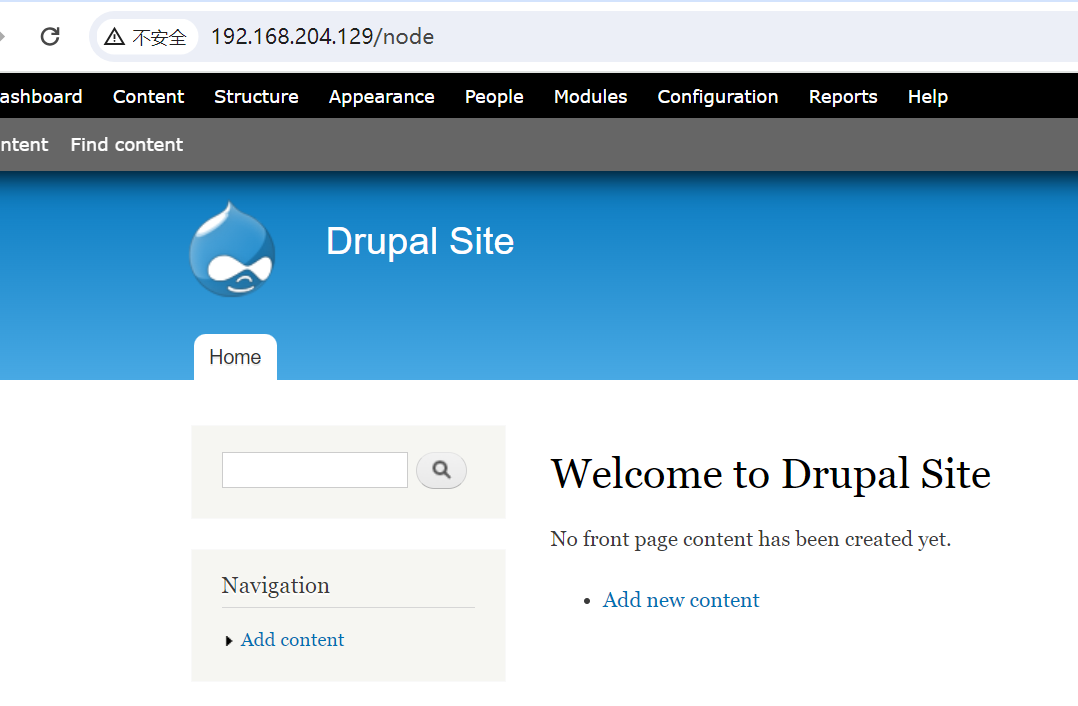 不安全 192.168.204.129/node
ashboard Content Structure Appearance People Modules Configuration Reports Help
ntent Find content
Drupal Site
Home
Welcome to Drupal Site
No front page content has been created yet.
Add new content
Navigation
Add content